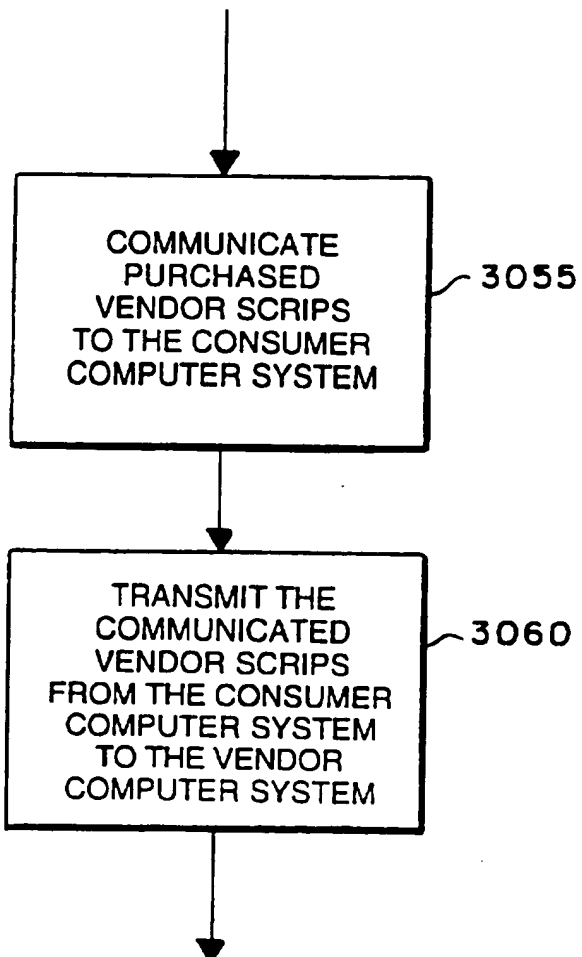 COMMUNICATE
PURCHASED
VENDOR SCRIPS
TO THE CONSUMER
COMPUTER SYSTEM
3055
TRANSMIT THE
COMMUNICATED
VENDOR SCRIPS
FROM THE CONSUMER
COMPUTER SYSTEM
TO THE VENDOR
COMPUTER SYSTEM
3060